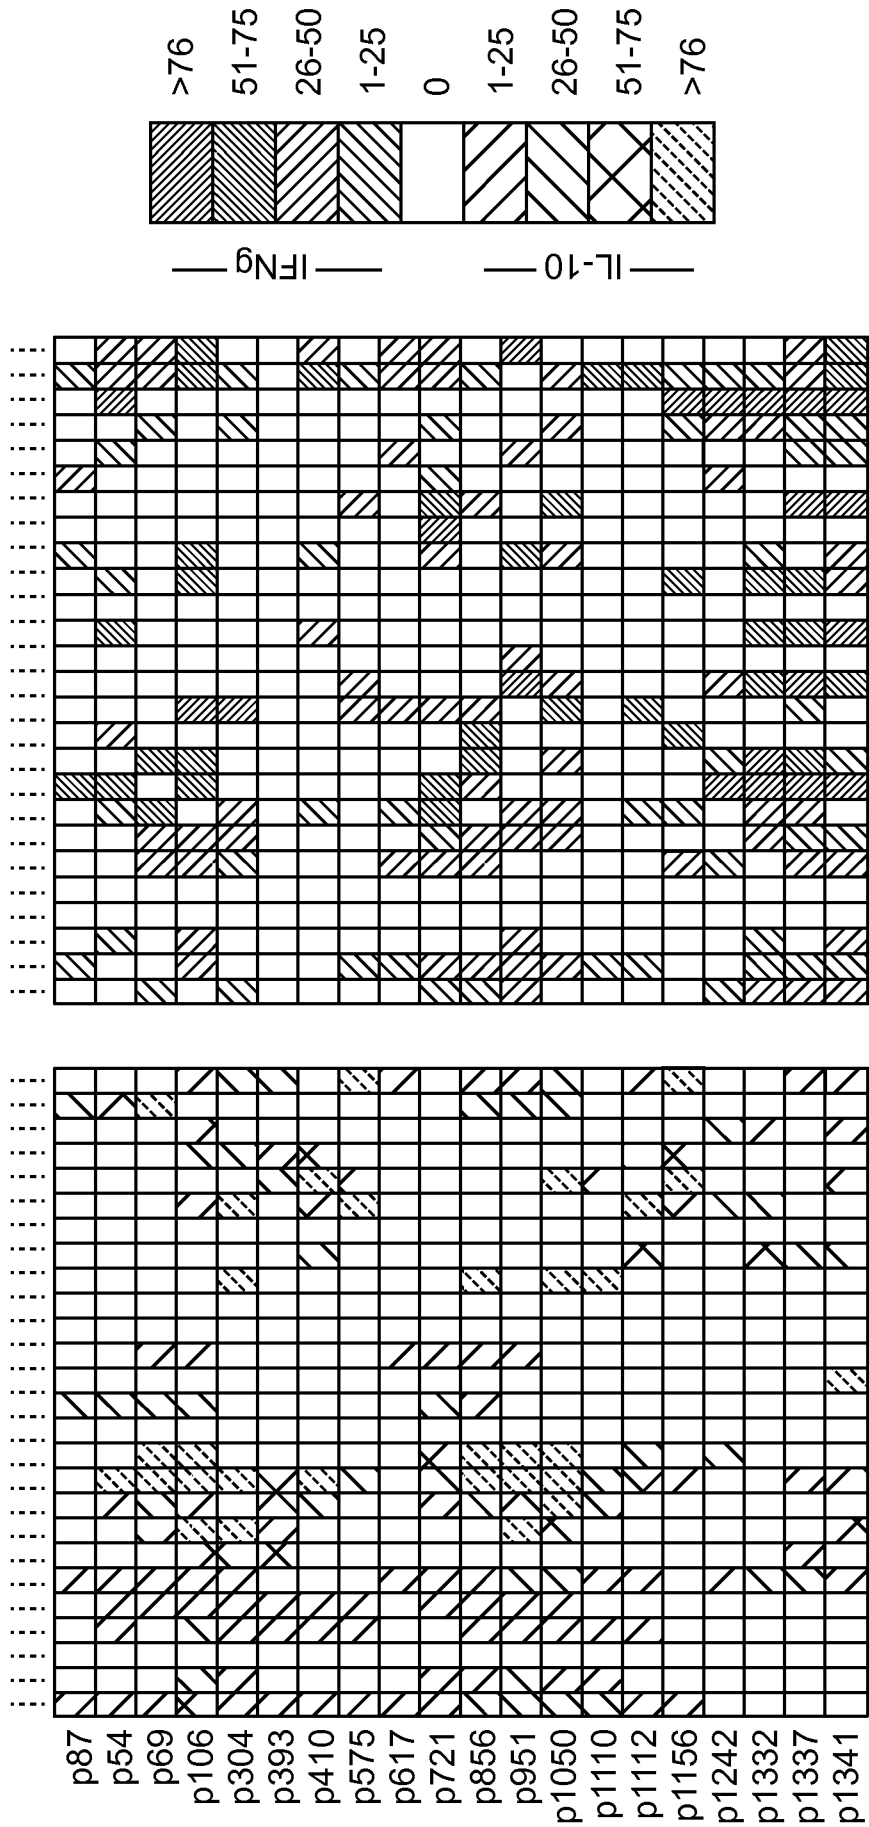 >76
51-75
26-50
1-25
0
1-25
26-50
51-75
>76
IFNg
IL-10
p87
p54
p69
p106
p304
p393
p410
p575
p617
p721
p856
p951
p1050
p1110
p1112
p1156
p1242
p1332
p1337
p1341